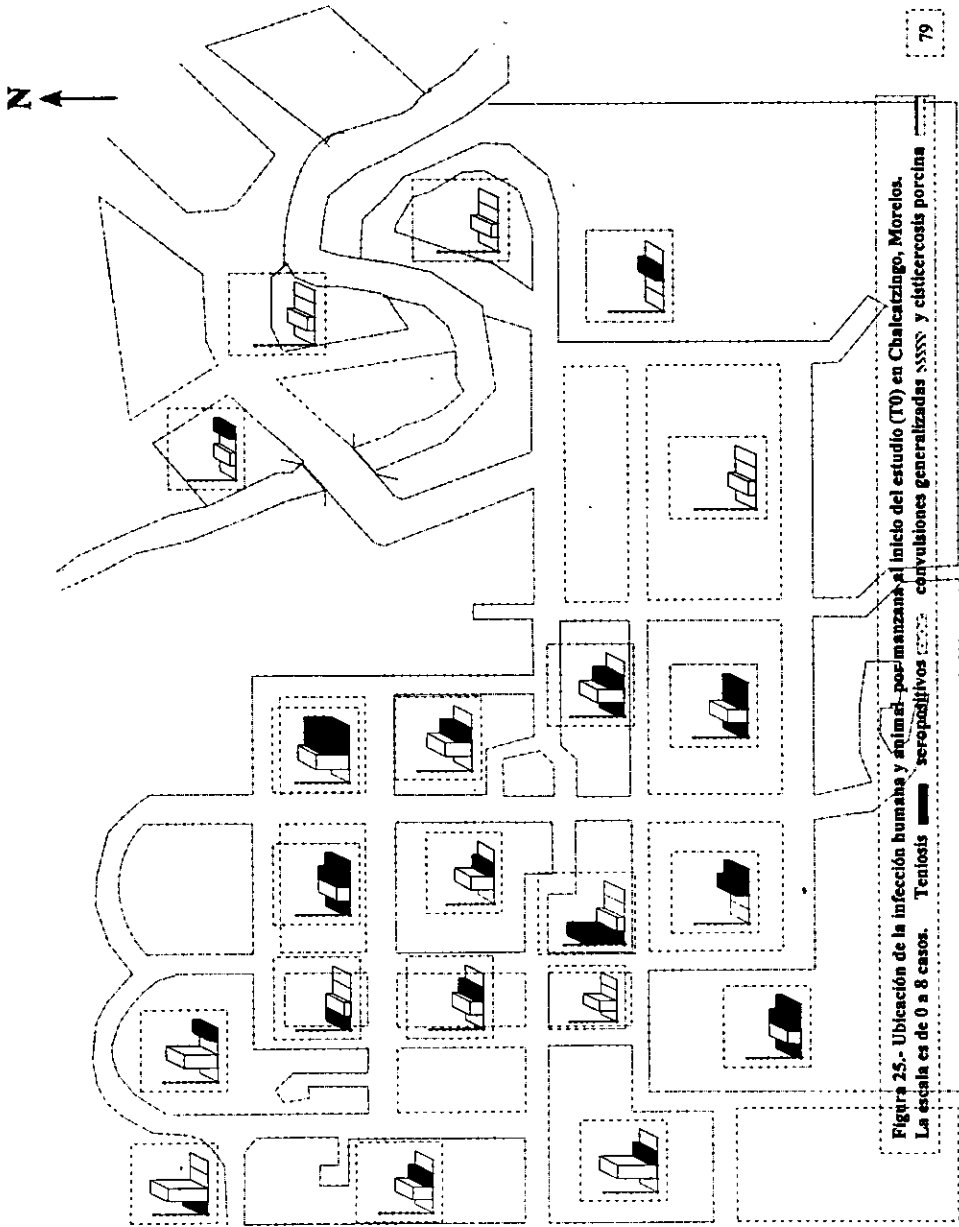 N
Figura 25.- Ubicación de la infección humana y animal por manzana al inicio del estudio (T0) en Chalcatzingo, Morelos.
La escala es de 0 a 8 casos. Teniosis seropositivos convulsiones generalizadas y cisticercosis porcina
79